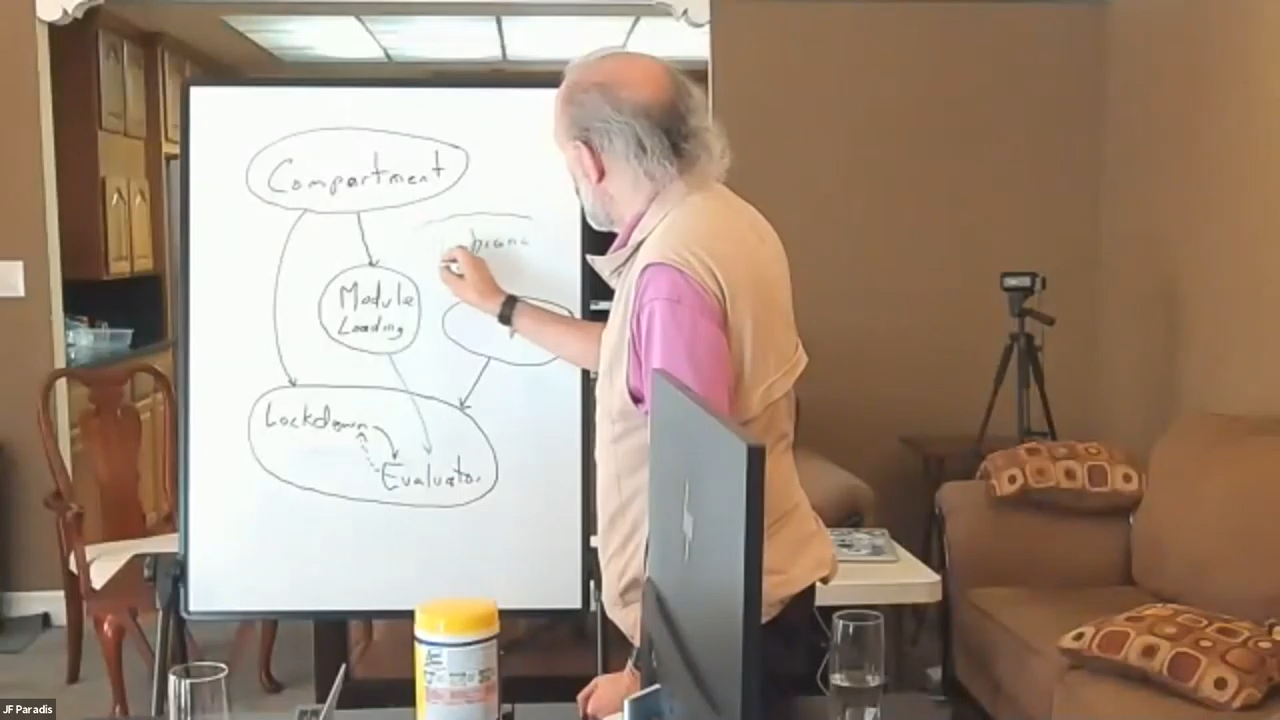 Compartment
Module
Loading
Lockdown
Evaluator
JF Paradis